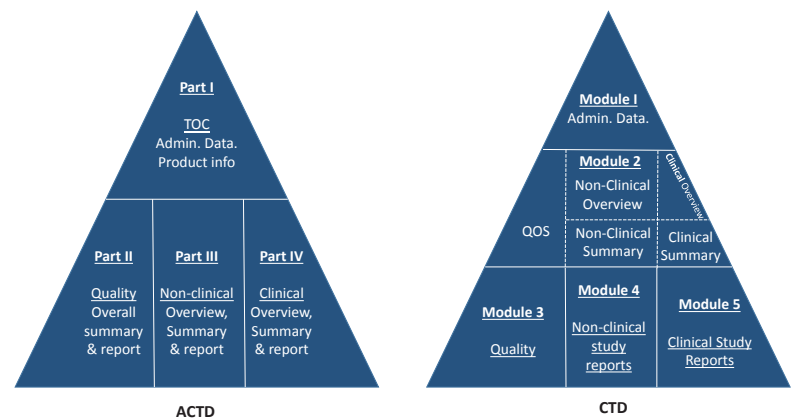 Part I
TOC
Admin. Data.
Product info
Part II
Quality
Overall
summary
& report
Part III
Non-clinical
Overview,
Summary
& report
Part IV
Clinical
Overview,
Summary
& report
ACTD
Module I
Admin. Data.
Module 2
Non-Clinical
Overview
Clinical Overview
QOS
Non-Clinical
Summary
Clinical
Summary
Module 3
Quality
Module 4
Non-clinical
study
reports
Module 5
Clinical Study
Reports
CTD